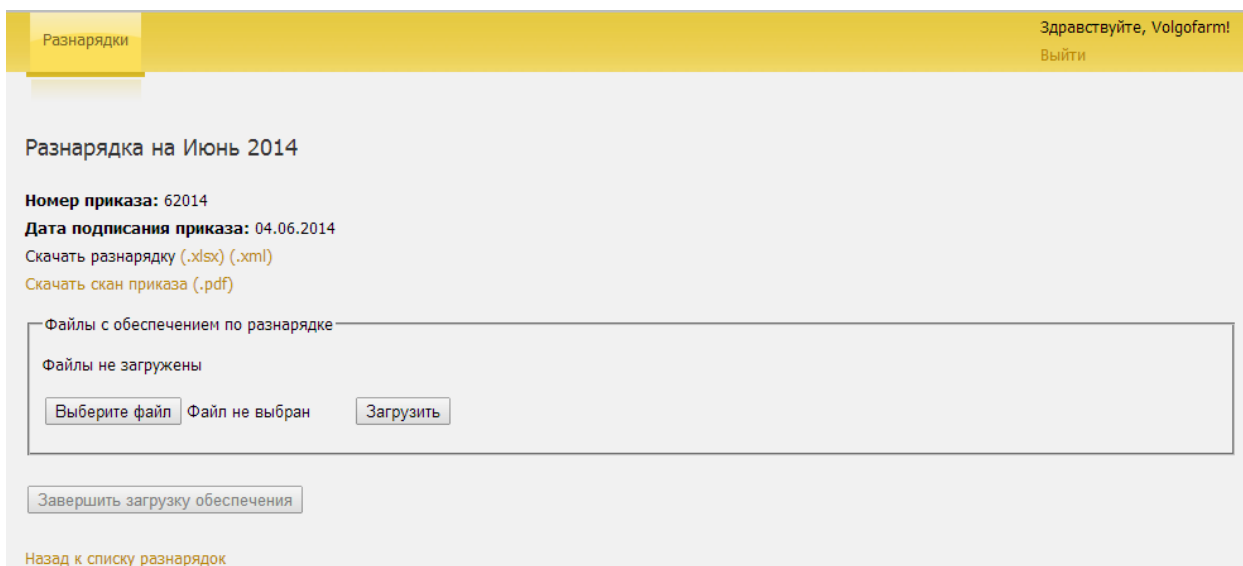 Разнарядки
Здравствуйте, Volgofarm!
Выйти
Разнарядка на Июнь 2014
Номер приказа: 62014
Дата подписания приказа: 04.06.2014
Скачать разнарядку (.xlsx) (.xml)
Скачать скан приказа (.pdf)
Файлы с обеспечением по разнарядке
Файлы не загружены
Выберите файл Файл не выбран Загрузить
Завершить загрузку обеспечения
Назад к списку разнарядок